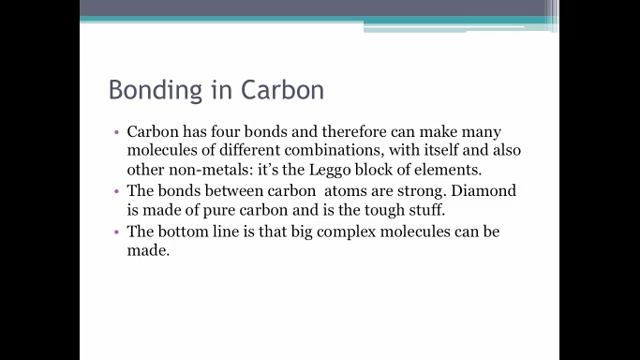 Bonding in Carbon
• Carbon has four bonds and therefore can make many
molecules of different combinations, with itself and also
other non-metals: it's the Leggo block of elements.
• The bonds between carbon atoms are strong. Diamond
is made of pure carbon and is the tough stuff.
• The bottom line is that big complex molecules can be
made.